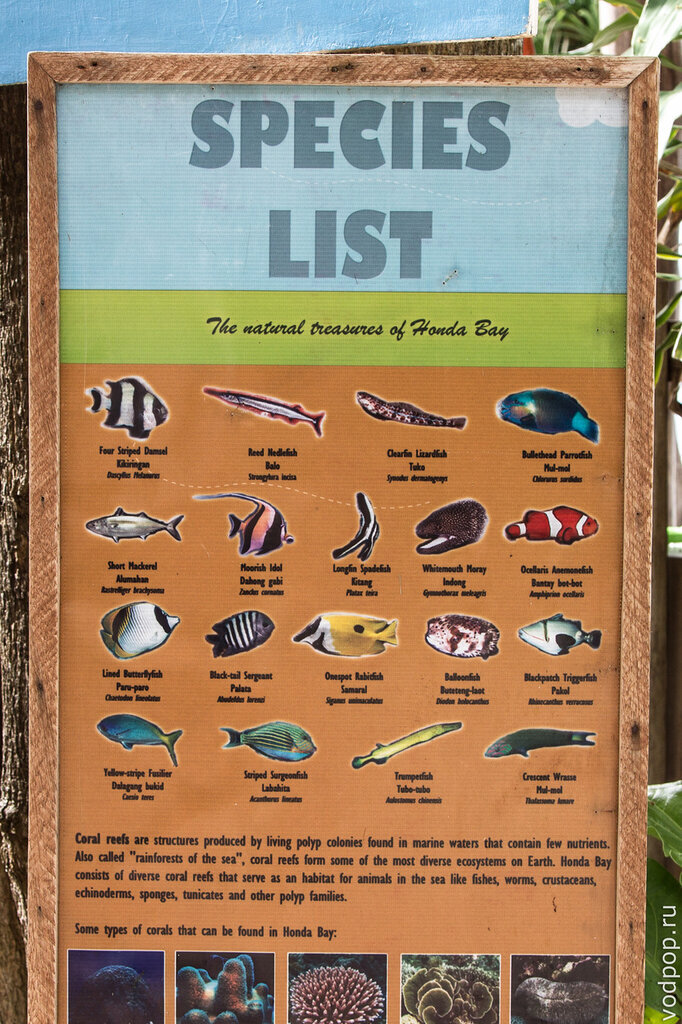 SPECIES
LIST
The natural treasures of Honda Bay
Four Striped Damsel
Kikiringan
Dascyllus Melanurus
Reed Nedlefish
Balo
Strongylura incisa
Clearfin Lizardfish
Tuko
Synodus dermatogenys
Bullethead Parrotfish
Mul-mol
Chlorurus sordidus
Short Mackerel
Alumahan
Rastrelliger brachysoma
Moorish Idol
Dahong gabi
Zanclus cornatus
Longfin Spadefish
Kitang
Platax teira
Whitemouth Moray
Indong
Gymnothorax meleagris
Ocellaris Anemonefish
Bantay bot-bot
Amphiprion ocellaris
Lined Butterflyfish
Paru-paro
Chaetodon lineolatus
Black-tail Sergeant
Palata
Abudefduf lorenzi
Onespot Rabitfish
Samaral
Siganus unimaculatus
Balloonfish
Buteteng-laot
Diodon holocanthus
Blackpatch Triggerfish
Pakol
Rhinecanthus verrucosus
Yellow-stripe Fusilier
Dalagang bukid
Caesio teres
Striped Surgeonfish
Labahita
Acanthurus lineatus
Trumpetfish
Tubo-tubo
Aulostomus chinensis
Crescent Wrasse
Mul-mol
Thalassoma lunare
Coral reefs are structures produced by living polyp colonies found in marine waters that contain few nutrients.
Also called "rainforests of the sea", coral reefs form some of the most diverse ecosystems on Earth. Honda Bay
consists of diverse coral reefs that serve as an habitat for animals in the sea like fishes, worms, crustaceans,
echinoderms, sponges, tunicates and other polyp families.
Some types of corals that can be found in Honda Bay:
vodpop.ru